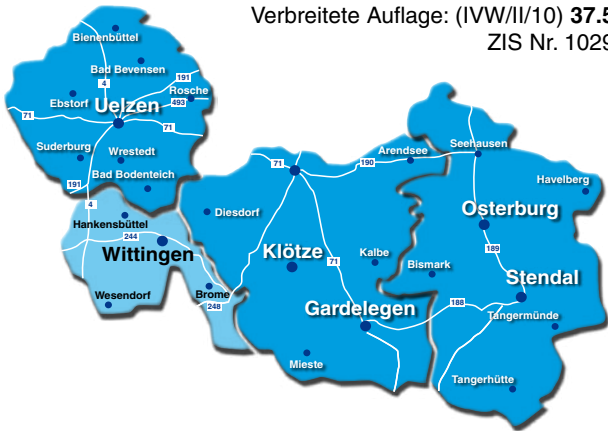 Verbreitete Auflage: (IVW/II/10) 37.5
ZIS Nr. 1029
Bienenbüttel
Bad Bevensen
191
4
Rosche
Ebstorf
493
Uelzen
71
71
Suderburg
Wrestedt
Bad Bodenteich
191
4
Seehausen
Arendsee
190
71
Havelberg
Diesdorf
Hankensbüttel
Osterburg
244
Wittingen
Klötze
71
Kalbe
189
Bismark
Stendal
Wesendorf
Brome
248
Gardelegen
188
Tangermünde
Mieste
Tangerhütte